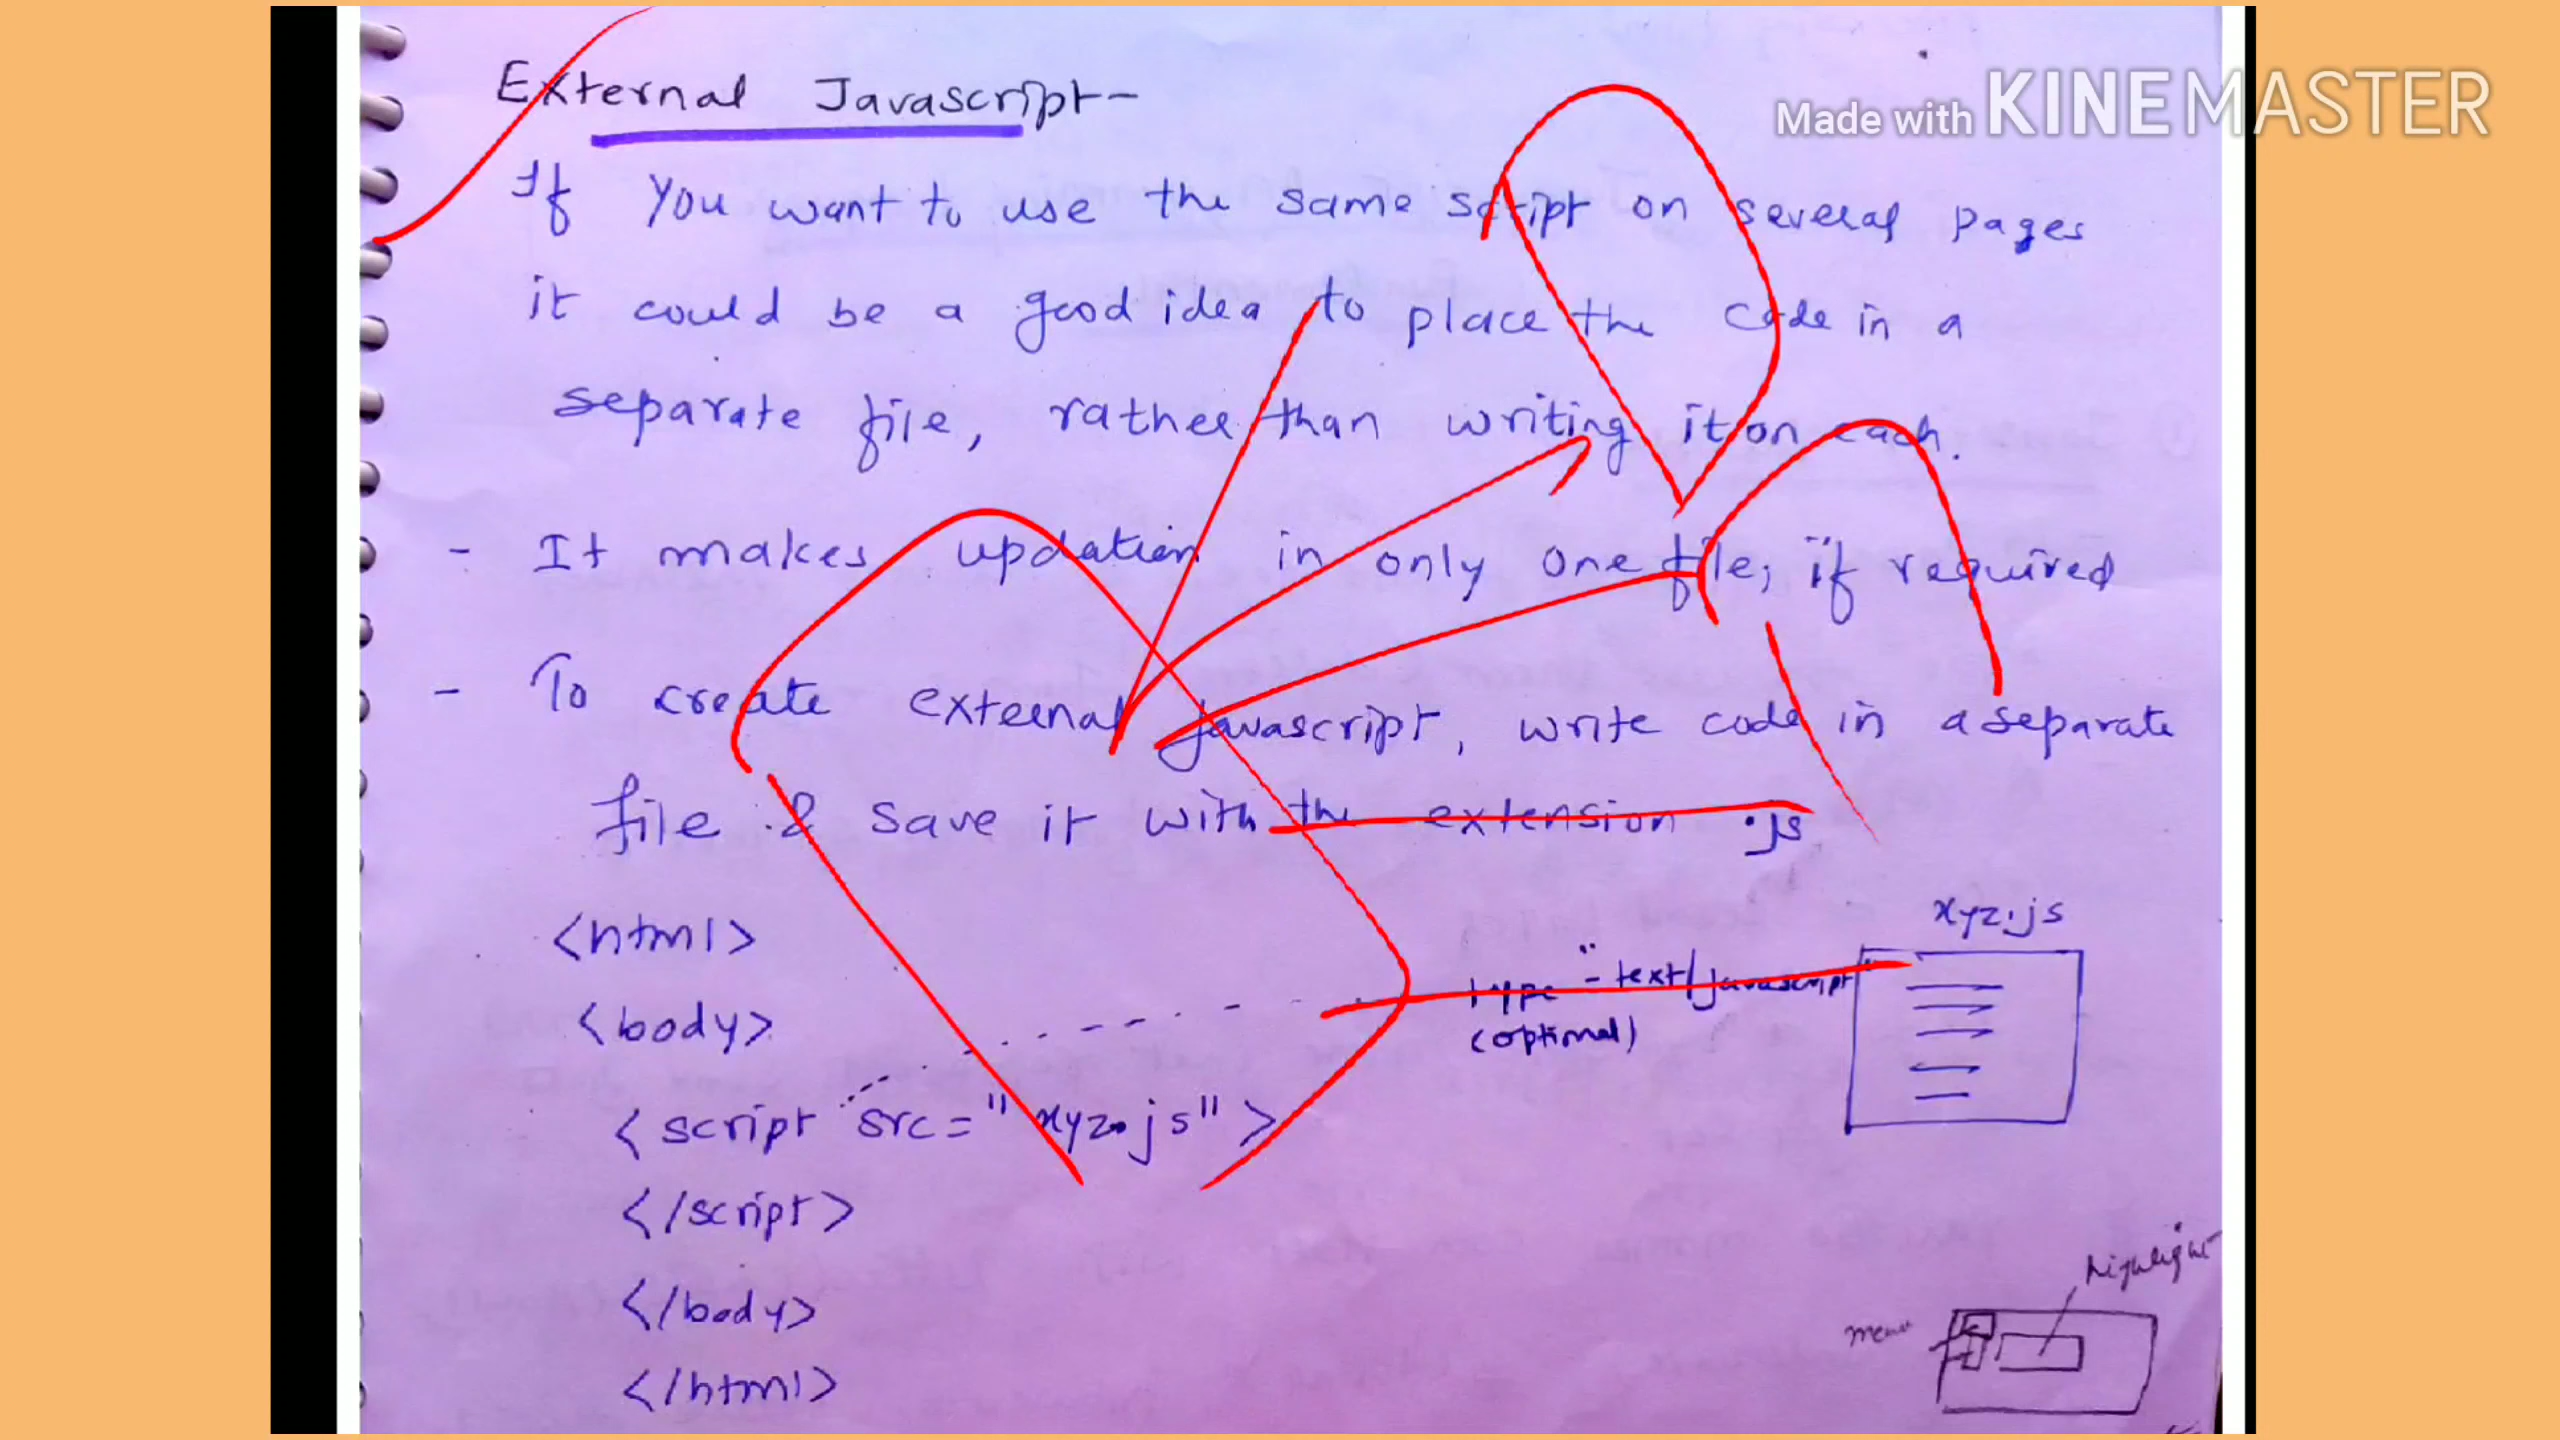 External Javascript-
Made with KINEMASTER
If You want to use the same script on several pages
it could be a good idea to place the code in a
separate file, rather than writing it on each.
- It makes updation in only one file, if required
- To create external javascript, write code in a separate
file & save it with the extension .js
xyz.js
<html>
type "- text/javascript"
(optional)
<body>
<script src="xyz.js">
</script>
highlight
</body>
menu
</html>